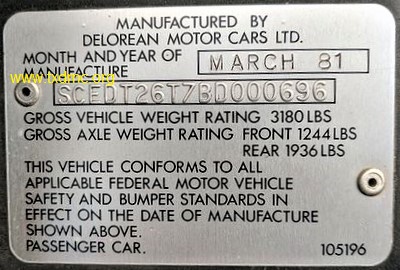 MANUFACTURED BY
DELOREAN MOTOR CARS LTD.
MONTH AND YEAR OF
MANUFACTURE
MARCH 81
www.txdmc.org
SCEDT26T7BD000696
GROSS VEHICLE WEIGHT RATING 3180 LBS
GROSS AXLE WEIGHT RATING FRONT 1244 LBS
REAR 1936 LBS
THIS VEHICLE CONFORMS TO ALL
APPLICABLE FEDERAL MOTOR VEHICLE
SAFETY AND BUMPER STANDARDS IN
EFFECT ON THE DATE OF MANUFACTURE
SHOWN ABOVE.
PASSENGER CAR.
105196